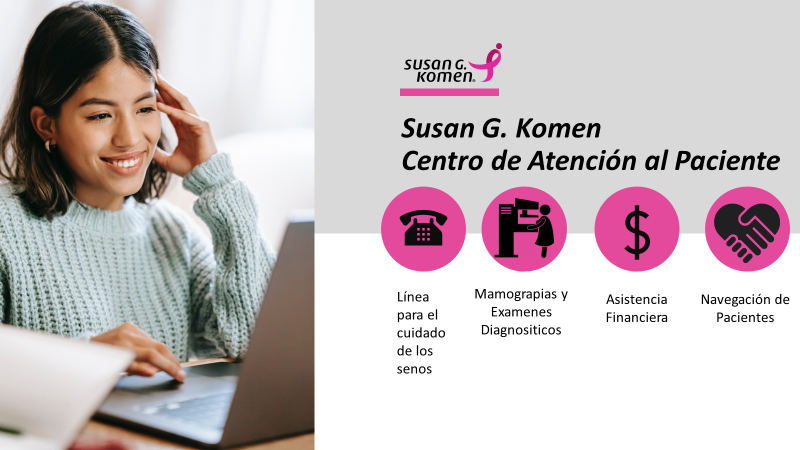 susan G.
komen®
Susan G. Komen
Centro de Atención al Paciente
Línea
para el
cuidado
de los
senos
Mamograpias y
Examenes
Diagnositicos
Asistencia
Financiera
Navegación de
Pacientes